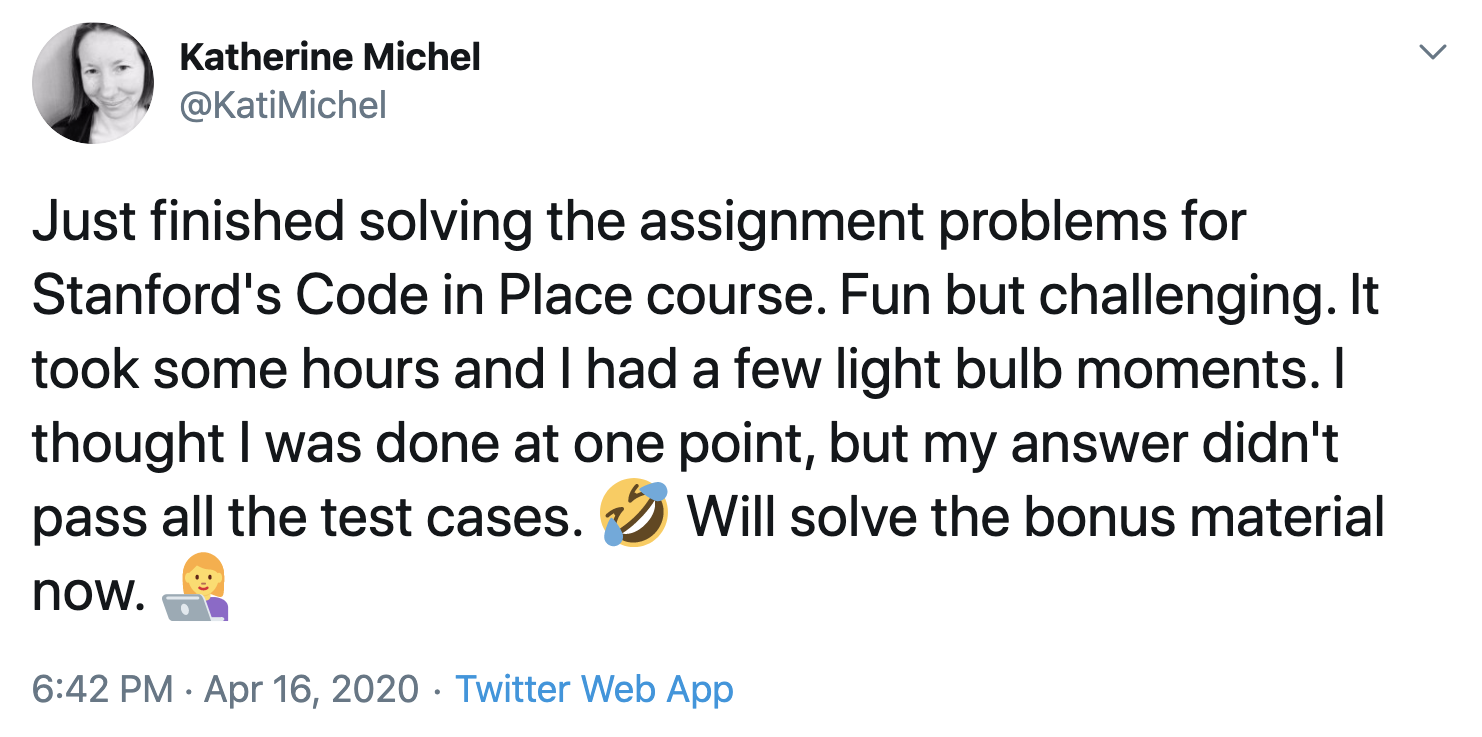 Katherine Michel
@KatiMichel
Just finished solving the assignment problems for
Stanford's Code in Place course. Fun but challenging. It
took some hours and I had a few light bulb moments. I
thought I was done at one point, but my answer didn't
pass all the test cases. 🤣 Will solve the bonus material
now. 👩‍💻
6:42 PM · Apr 16, 2020 · Twitter Web App